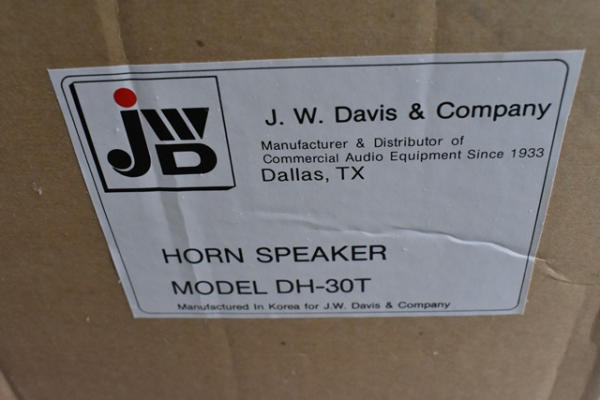 JWD
J. W. Davis & Company
Manufacturer & Distributor of
Commercial Audio Equipment Since 1933
Dallas, TX
HORN SPEAKER
MODEL DH-30T
Manufactured In Korea for J.W. Davis & Company